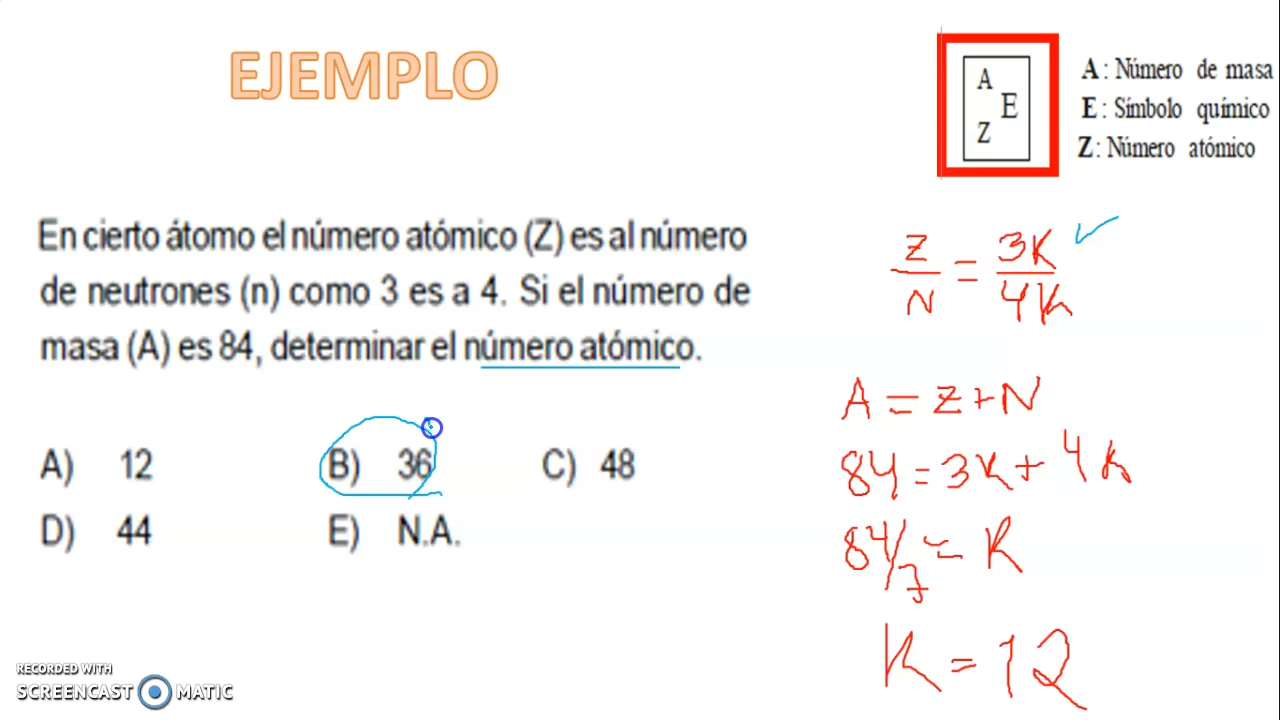 EJEMPLO
A
E
Z
A : Número de masa
E : Símbolo químico
Z : Número atómico
En cierto átomo el número atómico (Z) es al número
de neutrones (n) como 3 es a 4. Si el número de
masa (A) es 84, determinar el número atómico.
A) 12 B) 36 C) 48
D) 44 E) N.A.
Z/N = 3K/4K
A = Z+N
84 = 3K+4K
84/7 = K
K = 12
RECORDED WITH
SCREENCAST MATIC